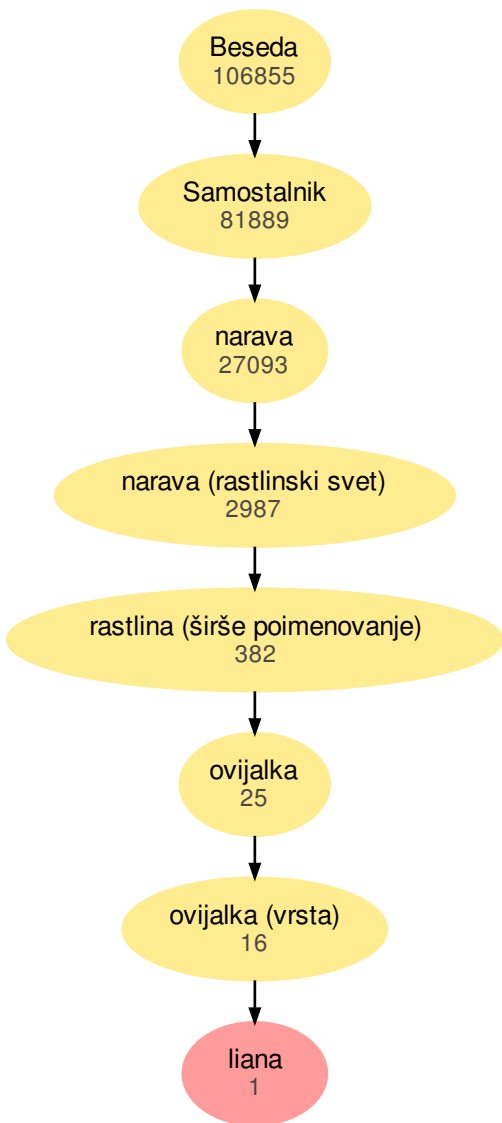 Beseda
106855
Samostalnik
81889
narava
27093
narava (rastlinski svet)
2987
rastlina (širše poimenovanje)
382
ovijalka
25
ovijalka (vrsta)
16
liana
1